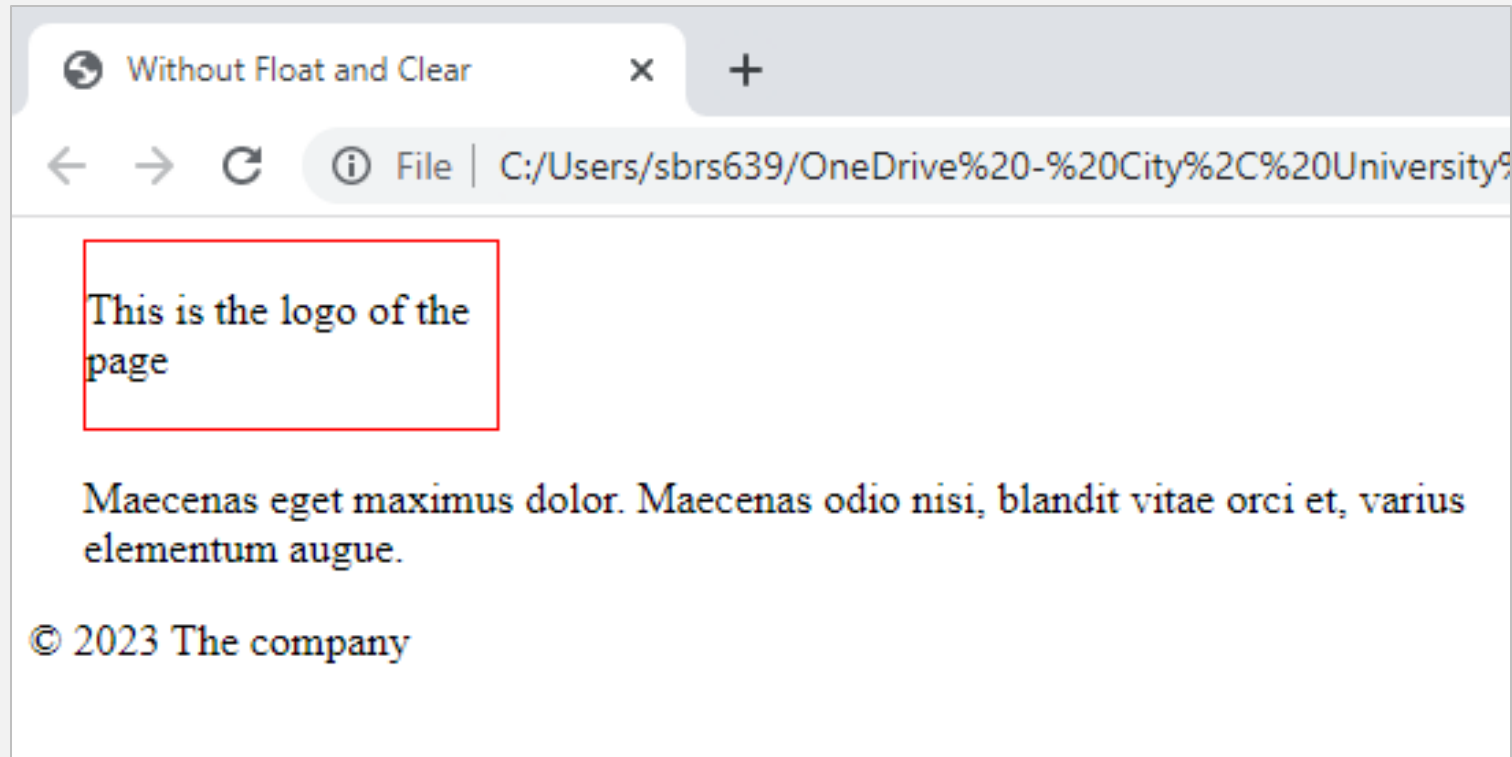 Without Float and Clear
File C:/Users/sbrs639/OneDrive%20-%20City%2C%20University%
This is the logo of the
page
Maecenas eget maximus dolor. Maecenas odio nisi, blandit vitae orci et, varius
elementum augue.
© 2023 The company